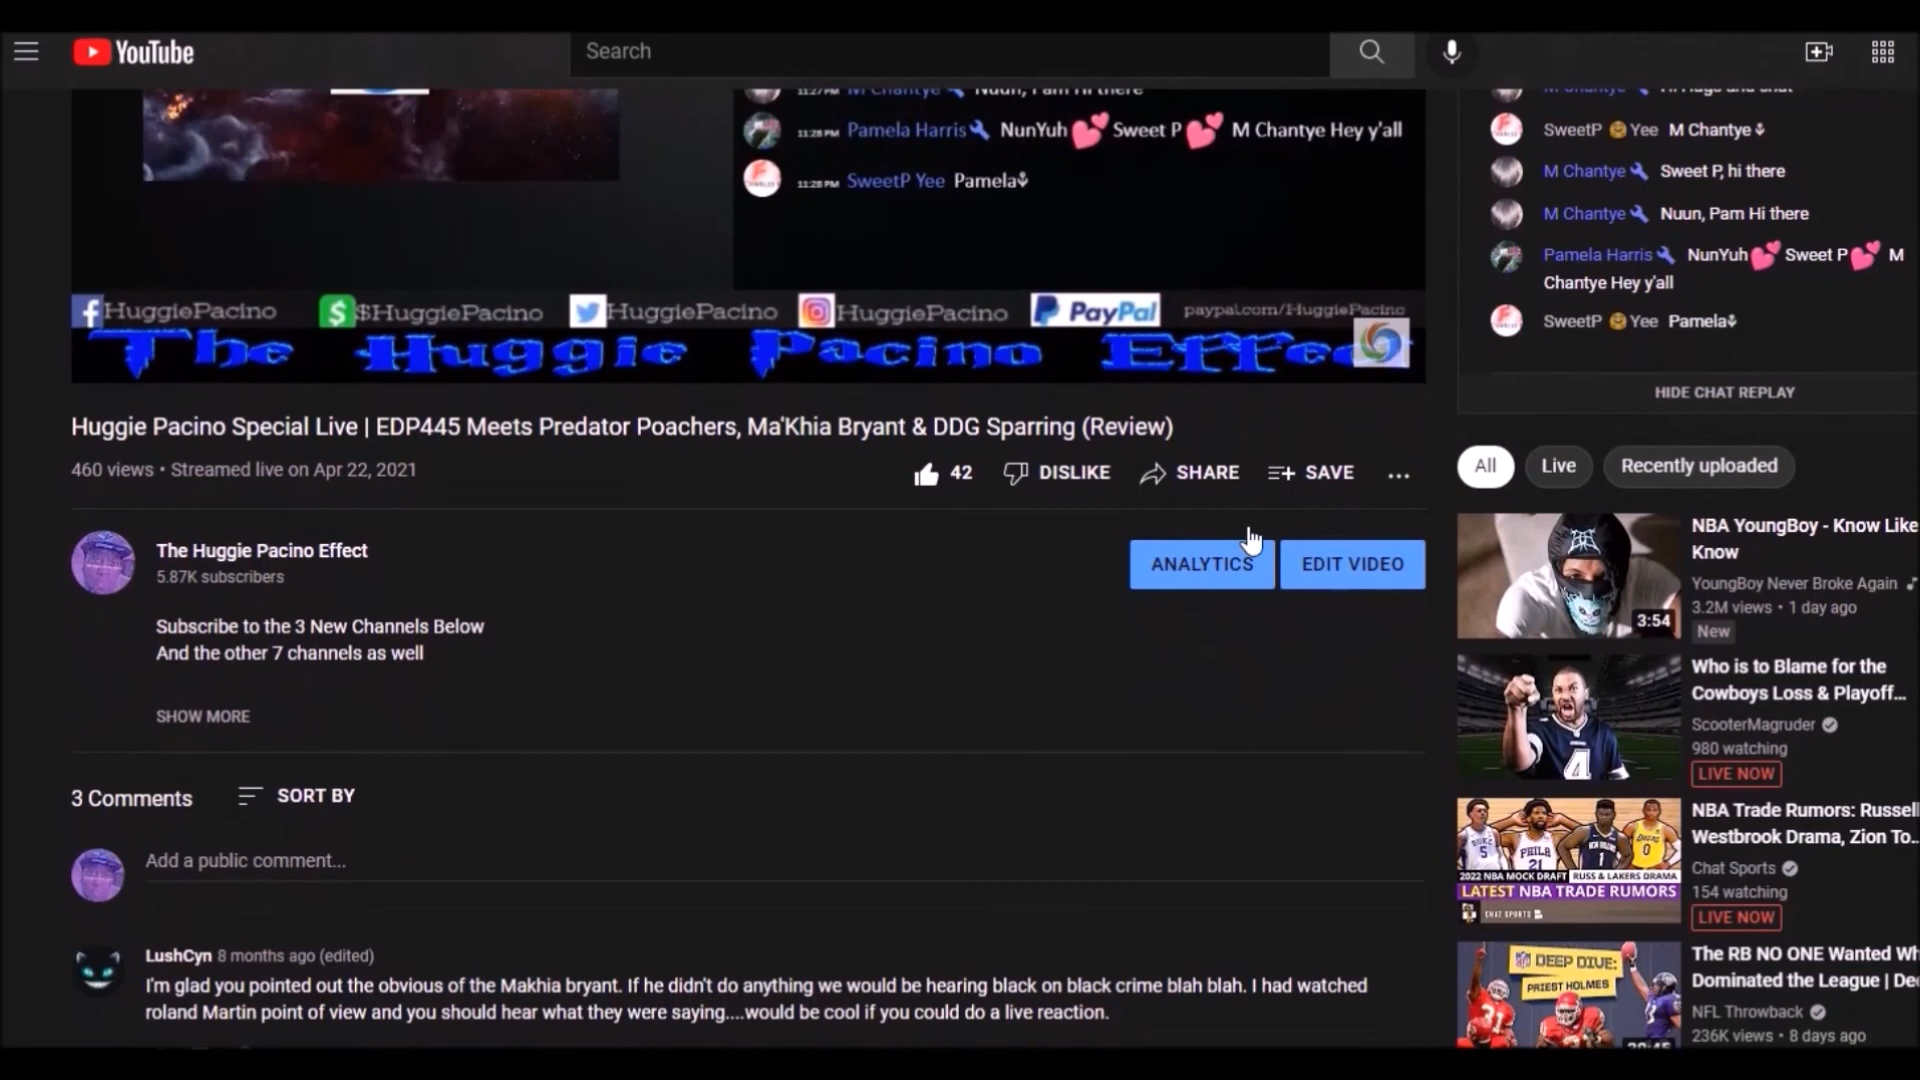 YouTube
Search
11:27 PM M Chantye Nuun, Pam Hi there
11:28 PM Pamela Harris NunYuh Sweet P M Chantye Hey y'all
11:28 PM SweetP Yee Pamela
HuggiePacino $HuggiePacino HuggiePacino HuggiePacino PayPal paypal.com/HuggiePacino
The Huggie Pacino Effec
M Chantye Hi Hugs and chat
SweetP Yee M Chantye
M Chantye Sweet P, hi there
M Chantye Nuun, Pam Hi there
Pamela Harris NunYuh Sweet P M
Chantye Hey y'all
SweetP Yee Pamela
HIDE CHAT REPLAY
Huggie Pacino Special Live | EDP445 Meets Predator Poachers, Ma'Khia Bryant & DDG Sparring (Review)
460 views • Streamed live on Apr 22, 2021
42 DISLIKE SHARE SAVE ...
The Huggie Pacino Effect
5.87K subscribers
ANALYTICS EDIT VIDEO
Subscribe to the 3 New Channels Below
And the other 7 channels as well
SHOW MORE
3 Comments SORT BY
Add a public comment...
LushCyn 8 months ago (edited)
I'm glad you pointed out the obvious of the Makhia bryant. If he didn't do anything we would be hearing black on black crime blah blah. I had watched
roland Martin point of view and you should hear what they were saying....would be cool if you could do a live reaction.
All Live Recently uploaded
3:54
NBA YoungBoy - Know Like
Know
YoungBoy Never Broke Again
3.2M views • 1 day ago
New
4
Who is to Blame for the
Cowboys Loss & Playoff...
ScooterMagruder
980 watching
LIVE NOW
DUKE 5 PHILA 21 1 0
2022 NBA MOCK DRAFT RUSS & LAKERS DRAMA
LATEST NBA TRADE RUMORS
CHAT SPORTS
NBA Trade Rumors: Russell
Westbrook Drama, Zion To...
Chat Sports
154 watching
LIVE NOW
DEEP DIVE:
PRIEST HOLMES
31
The RB NO ONE Wanted Wh
Dominated the League | Dee
NFL Throwback
236K views • 8 days ago